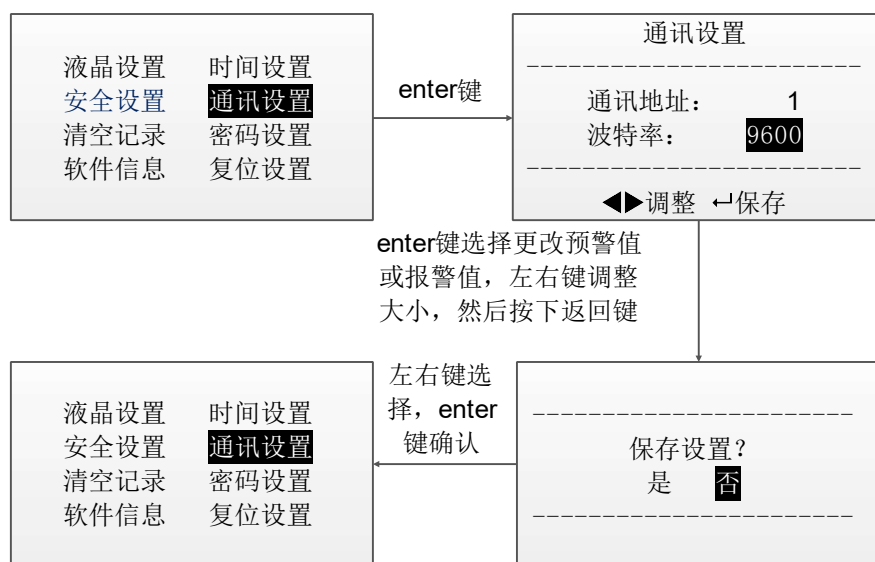 液晶设置 时间设置
安全设置 通讯设置
清空记录 密码设置
软件信息 复位设置
enter键
通讯设置
通讯地址： 1
波特率： 9600
◀▶调整 ↵保存
enter键选择更改预警值
或报警值，左右键调整
大小，然后按下返回键
保存设置？
是 否
左右键选
择，enter
键确认
液晶设置 时间设置
安全设置 通讯设置
清空记录 密码设置
软件信息 复位设置